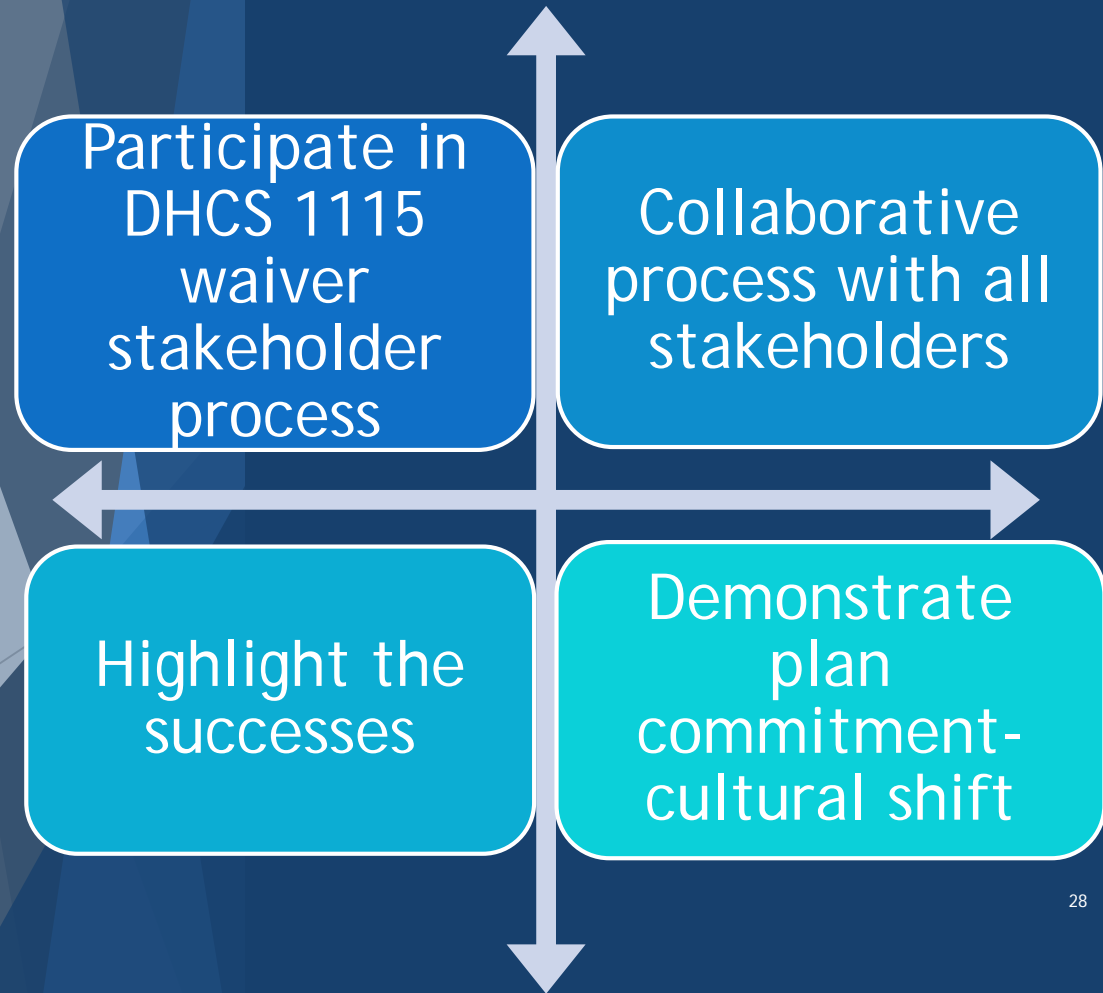 Participate in
DHCS 1115
waiver
stakeholder
process
Collaborative
process with all
stakeholders
Highlight the
successes
Demonstrate
plan
commitment-
cultural shift
28